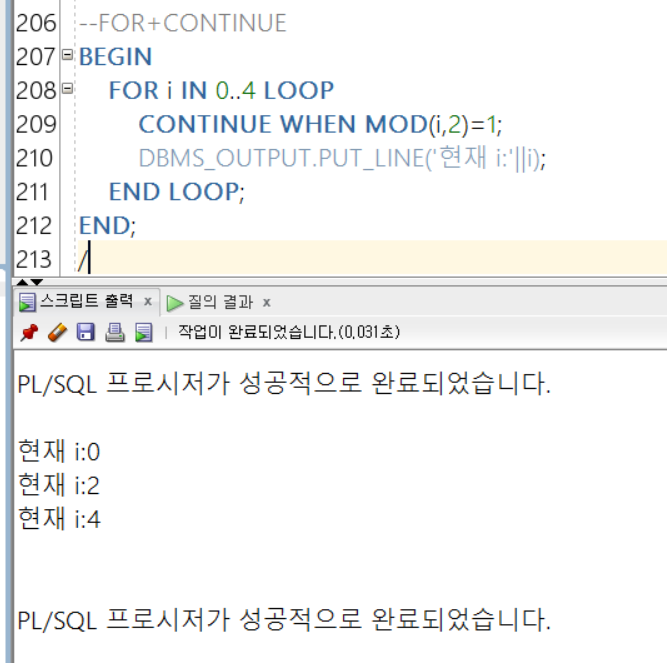 206 --FOR+CONTINUE
207 BEGIN
208 FOR i IN 0..4 LOOP
209 CONTINUE WHEN MOD(i,2)=1;
210 DBMS_OUTPUT.PUT_LINE('현재 i:'||i);
211 END LOOP;
212 END;
213 /
스크립트 출력 x 질의 결과 x
작업이 완료되었습니다.(0,031초)
PL/SQL 프로시저가 성공적으로 완료되었습니다.
현재 i:0
현재 i:2
현재 i:4
PL/SQL 프로시저가 성공적으로 완료되었습니다.